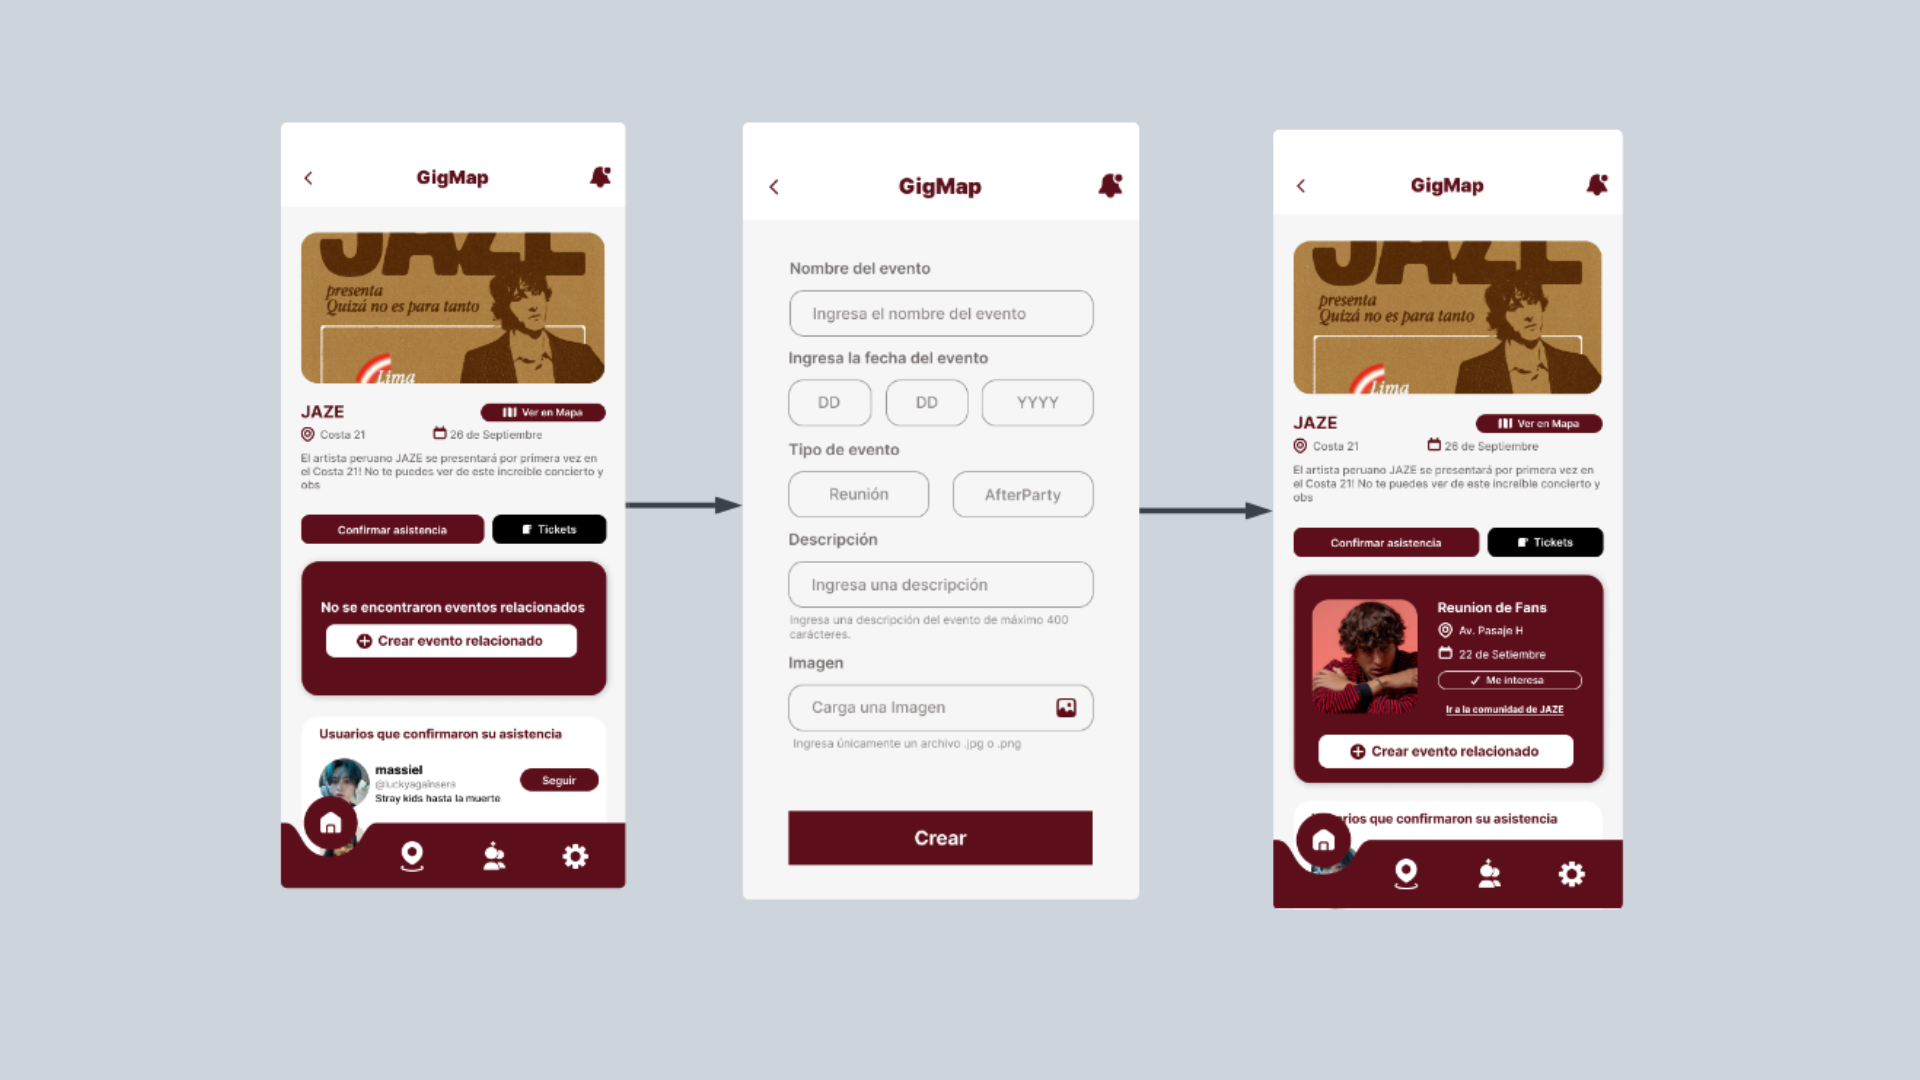 GigMap
JAZE
presenta
Quizá no es para tanto
Lima
JAZE
Ver en Mapa
Costa 21
26 de Septiembre
El artista peruano JAZE se presentará por primera vez en
el Costa 21! No te puedes ver de este increible concierto y
obs
Confirmar asistencia
Tickets
No se encontraron eventos relacionados
Crear evento relacionado
Usuarios que confirmaron su asistencia
massiel
@luckyagainsera
Seguir
Stray kids hasta la muerte
GigMap
Nombre del evento
Ingresa el nombre del evento
Ingresa la fecha del evento
DD
DD
YYYY
Tipo de evento
Reunión
AfterParty
Descripción
Ingresa una descripción
Ingresa una descripción del evento de máximo 400
carácteres.
Imagen
Carga una Imagen
Ingresa únicamente un archivo .jpg o .png
Crear
GigMap
JAZE
presenta
Quizá no es para tanto
Lima
JAZE
Ver en Mapa
Costa 21
26 de Septiembre
El artista peruano JAZE se presentará por primera vez en
el Costa 21! No te puedes ver de este increible concierto y
obs
Confirmar asistencia
Tickets
Reunion de Fans
Av. Pasaje H
22 de Setiembre
Me interesa
Ir a la comunidad de JAZE
Crear evento relacionado
rios que confirmaron su asistencia